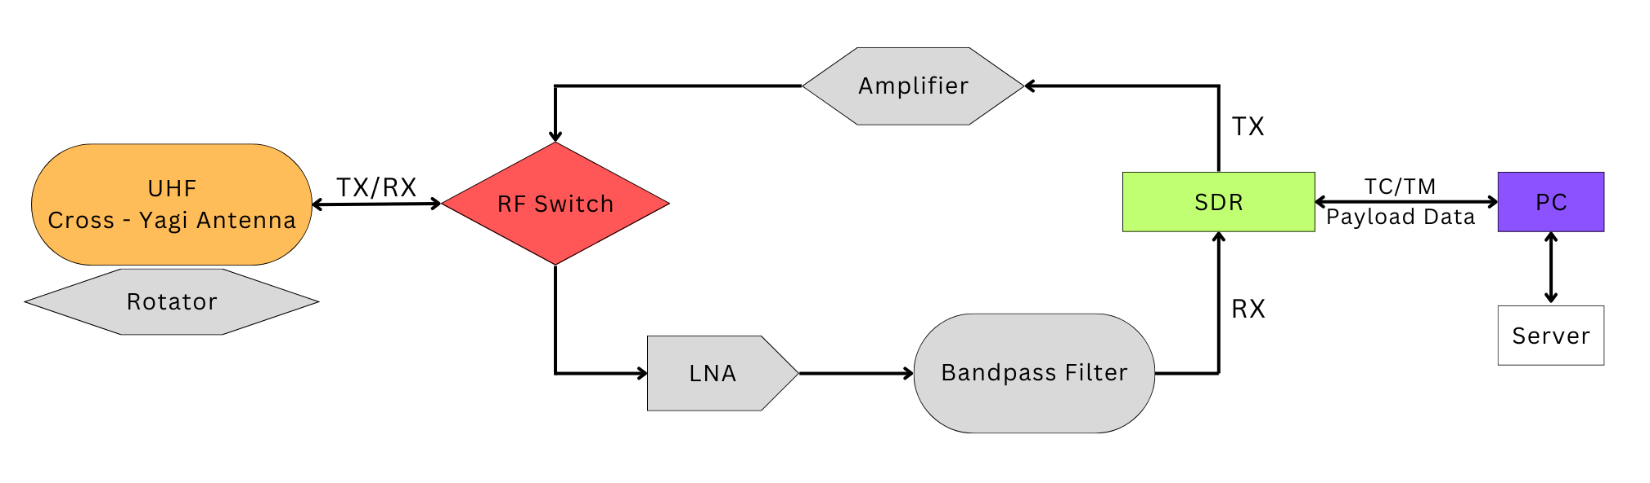 Amplifier
TX
UHF
Cross - Yagi Antenna
TX/RX
RF Switch
SDR
TC/TM
Payload Data
PC
Rotator
RX
Server
LNA
Bandpass Filter